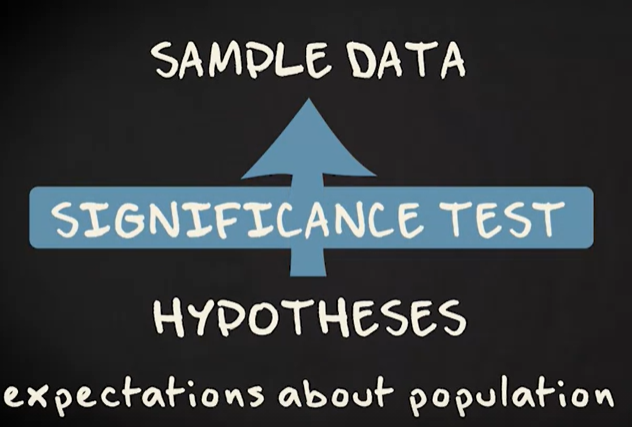 SAMPLE DATA
SIGNIFICANCE TEST
HYPOTHESES
expectations about population